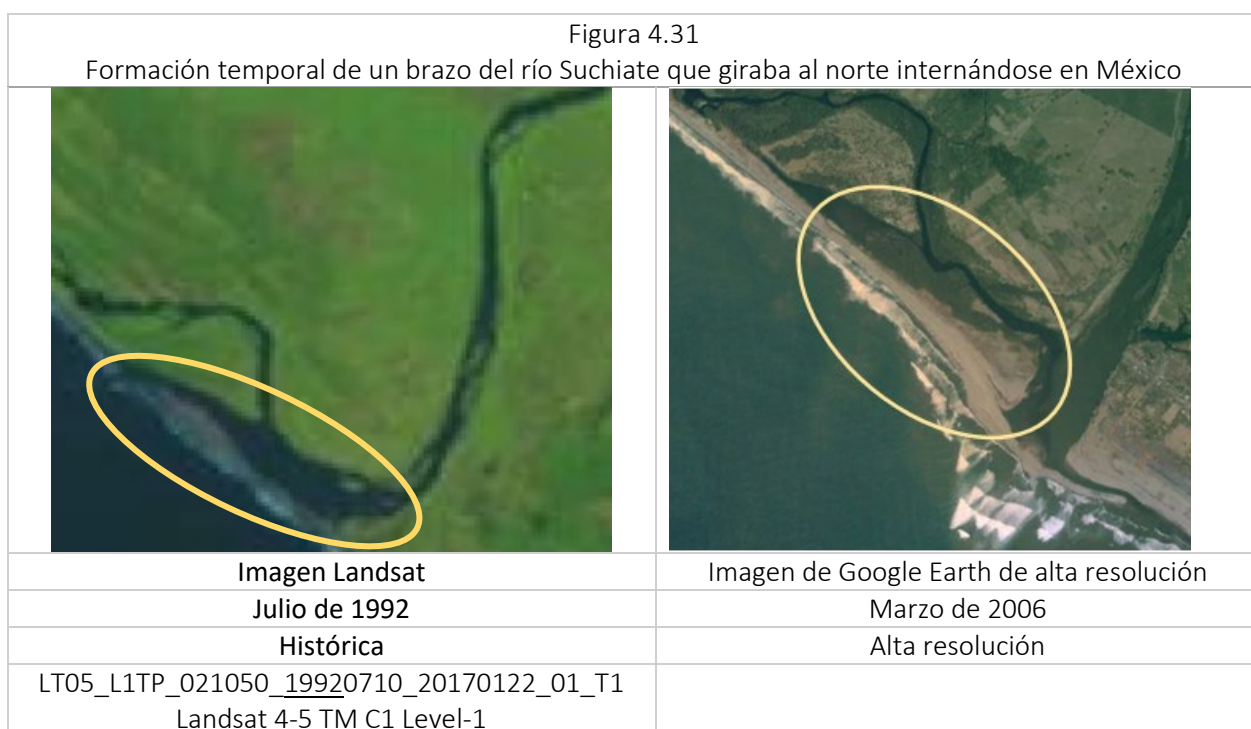 Figura 4.31
Formación temporal de un brazo del río Suchiate que giraba al norte internándose en México
Imagen Landsat
Imagen de Google Earth de alta resolución
Julio de 1992
Marzo de 2006
Histórica
Alta resolución
LT05_L1TP_021050_19920710_20170122_01_T1
Landsat 4-5 TM C1 Level-1